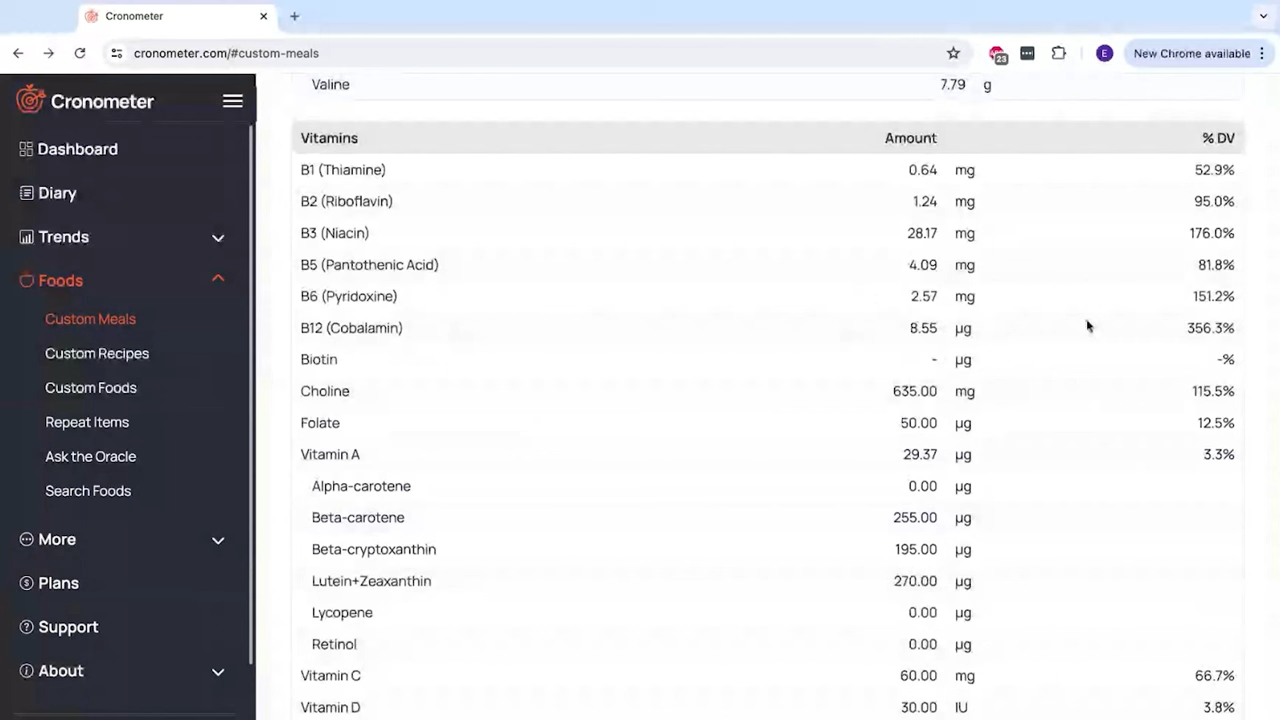 Cronometer
cronometer.com/#custom-meals
23
E
New Chrome available
Cronometer
Dashboard
Diary
Trends
Foods
Custom Meals
Custom Recipes
Custom Foods
Repeat Items
Ask the Oracle
Search Foods
More
Plans
Support
About
Valine 7.79 g
Vitamins Amount % DV
B1 (Thiamine) 0.64 mg 52.9%
B2 (Riboflavin) 1.24 mg 95.0%
B3 (Niacin) 28.17 mg 176.0%
B5 (Pantothenic Acid) 4.09 mg 81.8%
B6 (Pyridoxine) 2.57 mg 151.2%
B12 (Cobalamin) 8.55 µg 356.3%
Biotin - µg -%
Choline 635.00 mg 115.5%
Folate 50.00 µg 12.5%
Vitamin A 29.37 µg 3.3%
Alpha-carotene 0.00 µg
Beta-carotene 255.00 µg
Beta-cryptoxanthin 195.00 µg
Lutein+Zeaxanthin 270.00 µg
Lycopene 0.00 µg
Retinol 0.00 µg
Vitamin C 60.00 mg 66.7%
Vitamin D 30.00 IU 3.8%